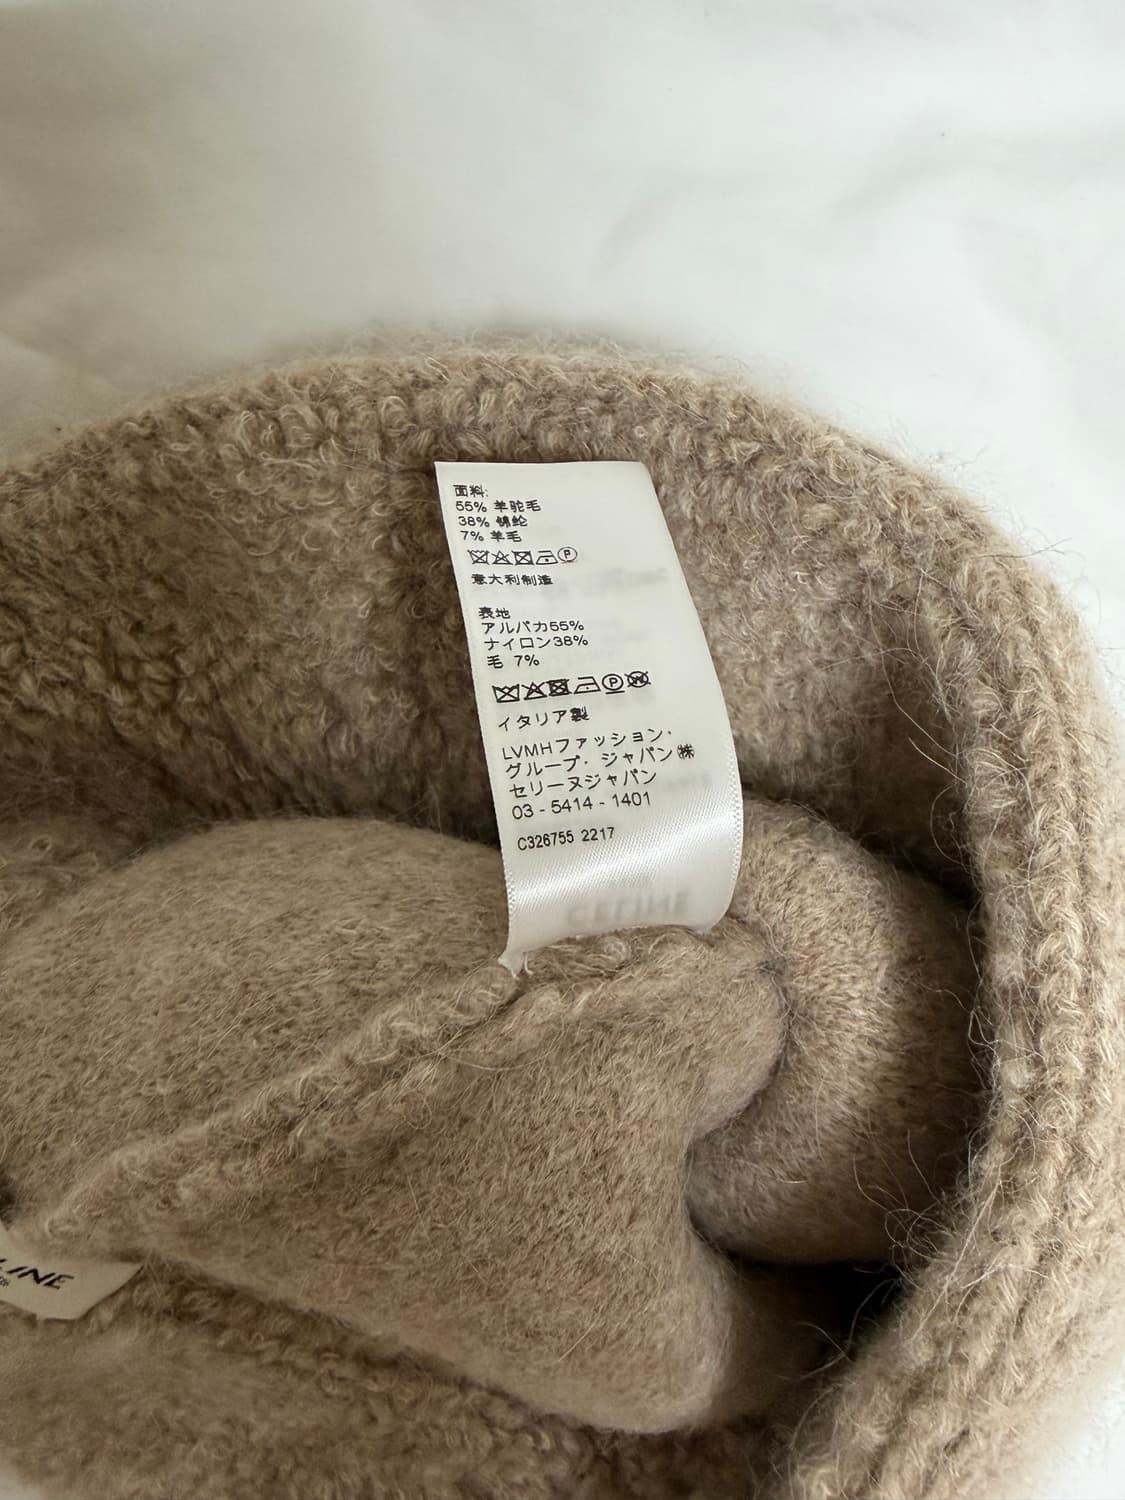 面料:
55% 羊驼毛
38% 锦纶
7% 羊毛
意大利制造
表地
アルパカ55%
ナイロン38%
毛 7%
イタリア製
LVMHファッション・
グループ・ジャパン㈱
セリーヌジャパン
03 - 5414 - 1401
C326755 2217
CELINE